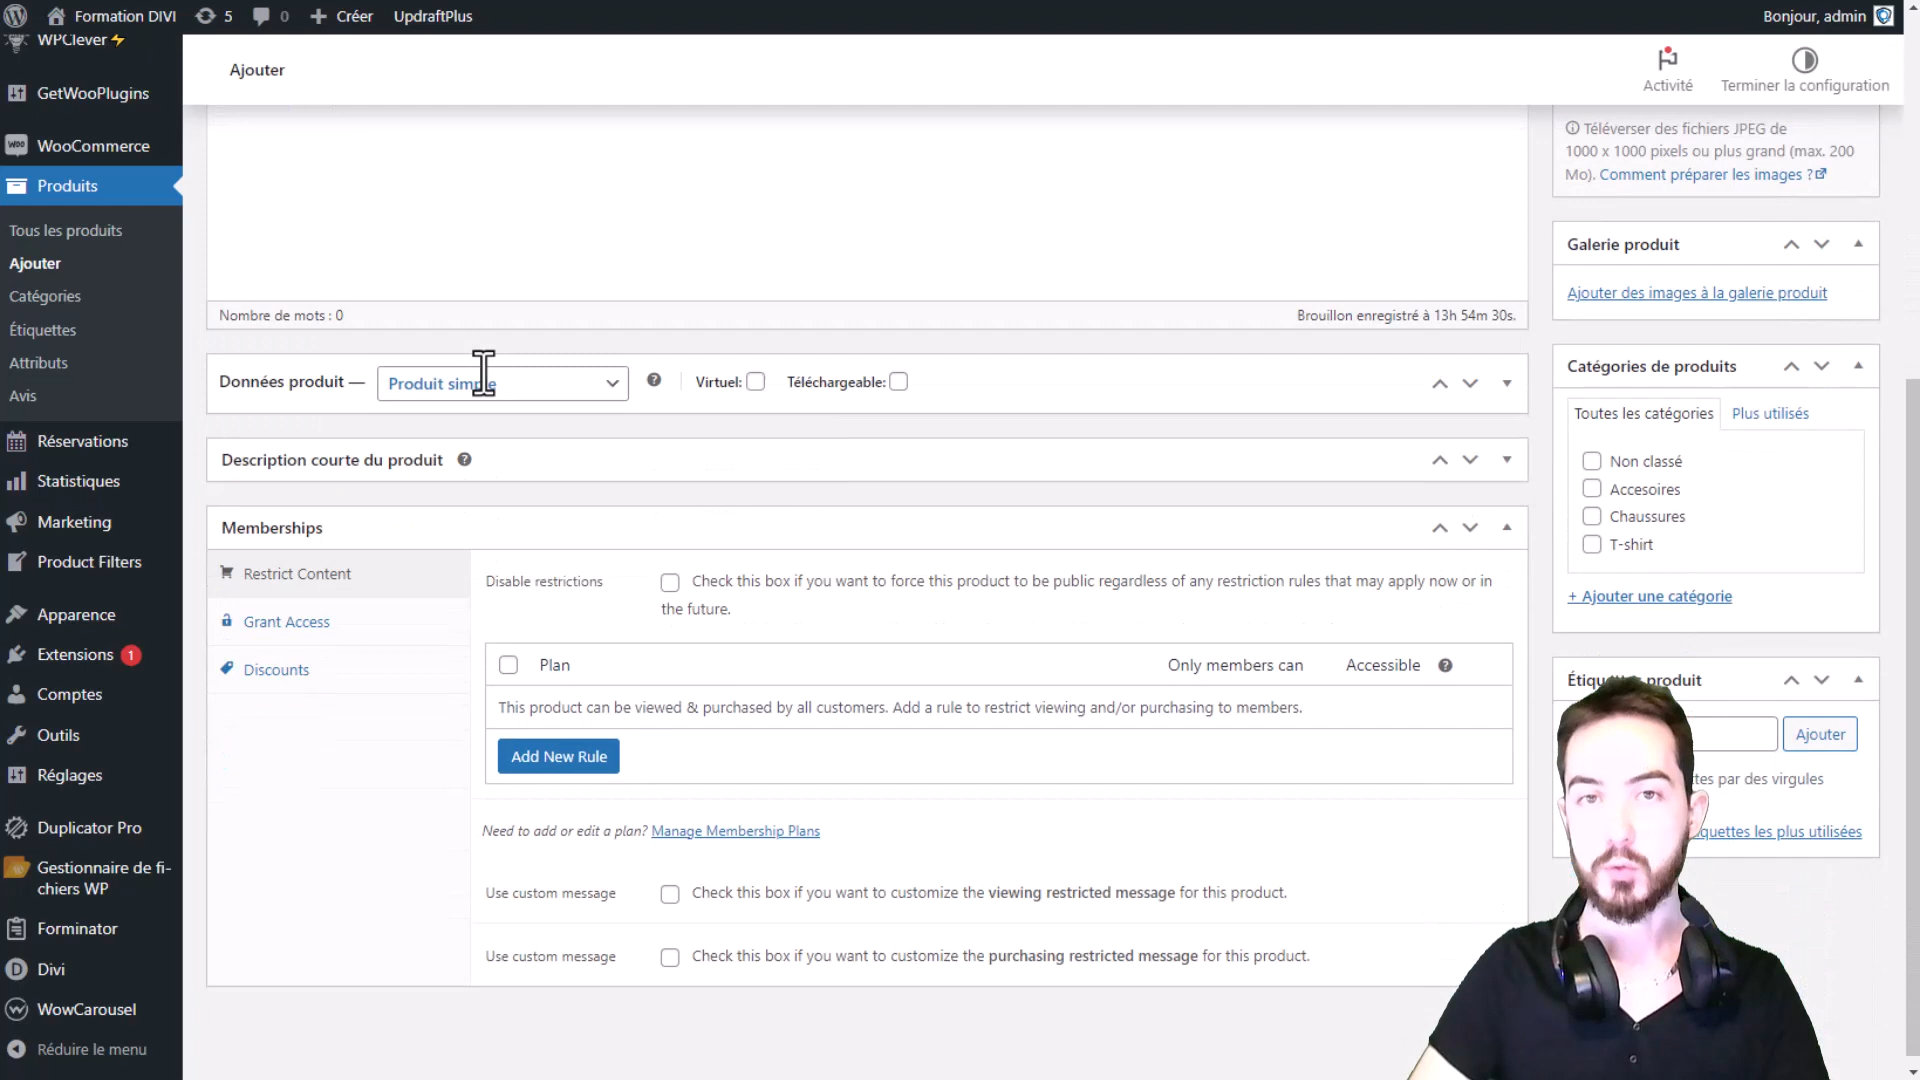 Formation DIVI
5
0
Créer
UpdraftPlus
Bonjour, admin
WPClever
GetWooPlugins
WooCommerce
Produits
Tous les produits
Ajouter
Catégories
Étiquettes
Attributs
Avis
Réservations
Statistiques
Marketing
Product Filters
Apparence
Extensions 1
Comptes
Outils
Réglages
Duplicator Pro
Gestionnaire de fi-
chiers WP
Forminator
Divi
WowCarousel
Réduire le menu
Ajouter
Activité
Terminer la configuration
Nombre de mots : 0
Brouillon enregistré à 13h 54m 30s.
Données produit —
Produit simple
Virtuel:
Téléchargeable:
Description courte du produit
Memberships
Restrict Content
Grant Access
Discounts
Disable restrictions
Check this box if you want to force this product to be public regardless of any restriction rules that may apply now or in
the future.
Plan
Only members can
Accessible
This product can be viewed & purchased by all customers. Add a rule to restrict viewing and/or purchasing to members.
Add New Rule
Need to add or edit a plan? Manage Membership Plans
Use custom message
Check this box if you want to customize the viewing restricted message for this product.
Use custom message
Check this box if you want to customize the purchasing restricted message for this product.
Téléverser des fichiers JPEG de
1000 x 1000 pixels ou plus grand (max. 200
Mo). Comment préparer les images ?
Galerie produit
Ajouter des images à la galerie produit
Catégories de produits
Toutes les catégories
Plus utilisés
Non classé
Accesoires
Chaussures
T-shirt
+ Ajouter une catégorie
produit
Ajouter
par des virgules
les plus utilisées